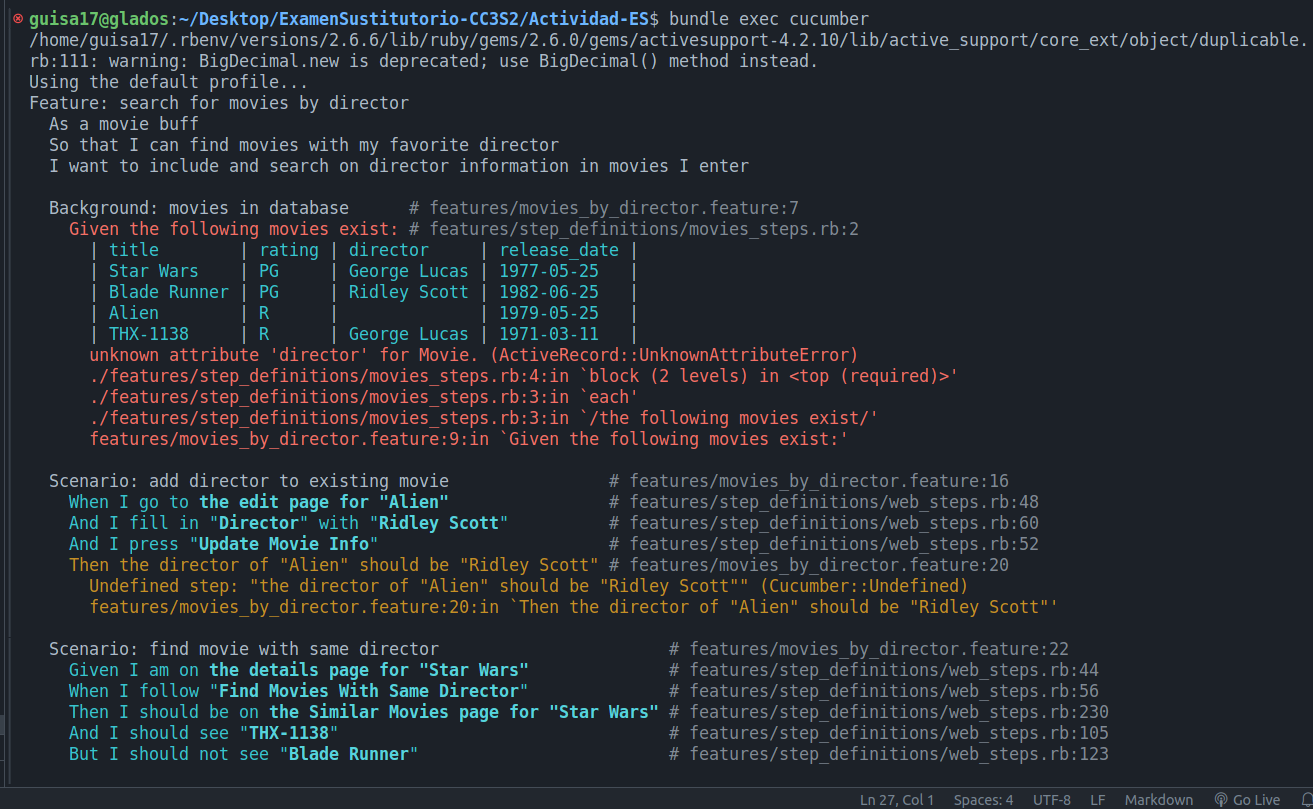 guisa17@glados:~/Desktop/ExamenSustitutorio-CC3S2/Actividad-ES$ bundle exec cucumber
/home/guisa17/.rbenv/versions/2.6.6/lib/ruby/gems/2.6.0/gems/activesupport-4.2.10/lib/active_support/core_ext/object/duplicable.
rb:111: warning: BigDecimal.new is deprecated; use BigDecimal() method instead.
Using the default profile...
Feature: search for movies by director
  As a movie buff
  So that I can find movies with my favorite director
  I want to include and search on director information in movies I enter

  Background: movies in database      # features/movies_by_director.feature:7
    Given the following movies exist: # features/step_definitions/movies_steps.rb:2
      | title        | rating | director     | release_date |
      | Star Wars    | PG     | George Lucas | 1977-05-25   |
      | Blade Runner | PG     | Ridley Scott | 1982-06-25   |
      | Alien        | R      |              | 1979-05-25   |
      | THX-1138     | R      | George Lucas | 1971-03-11   |
      unknown attribute 'director' for Movie. (ActiveRecord::UnknownAttributeError)
      ./features/step_definitions/movies_steps.rb:4:in `block (2 levels) in <top (required)>'
      ./features/step_definitions/movies_steps.rb:3:in `each'
      ./features/step_definitions/movies_steps.rb:3:in `/the following movies exist/'
      features/movies_by_director.feature:9:in `Given the following movies exist:'

  Scenario: add director to existing movie                # features/movies_by_director.feature:16
    When I go to the edit page for "Alien"                # features/step_definitions/web_steps.rb:48
    And I fill in "Director" with "Ridley Scott"          # features/step_definitions/web_steps.rb:60
    And I press "Update Movie Info"                       # features/step_definitions/web_steps.rb:52
    Then the director of "Alien" should be "Ridley Scott" # features/movies_by_director.feature:20
      Undefined step: "the director of "Alien" should be "Ridley Scott"" (Cucumber::Undefined)
      features/movies_by_director.feature:20:in `Then the director of "Alien" should be "Ridley Scott"'

  Scenario: find movie with same director                       # features/movies_by_director.feature:22
    Given I am on the details page for "Star Wars"              # features/step_definitions/web_steps.rb:44
    When I follow "Find Movies With Same Director"              # features/step_definitions/web_steps.rb:56
    Then I should be on the Similar Movies page for "Star Wars" # features/step_definitions/web_steps.rb:230
    And I should see "THX-1138"                                 # features/step_definitions/web_steps.rb:105
    But I should not see "Blade Runner"                         # features/step_definitions/web_steps.rb:123
Ln 27, Col 1 Spaces: 4 UTF-8 LF Markdown Go Live